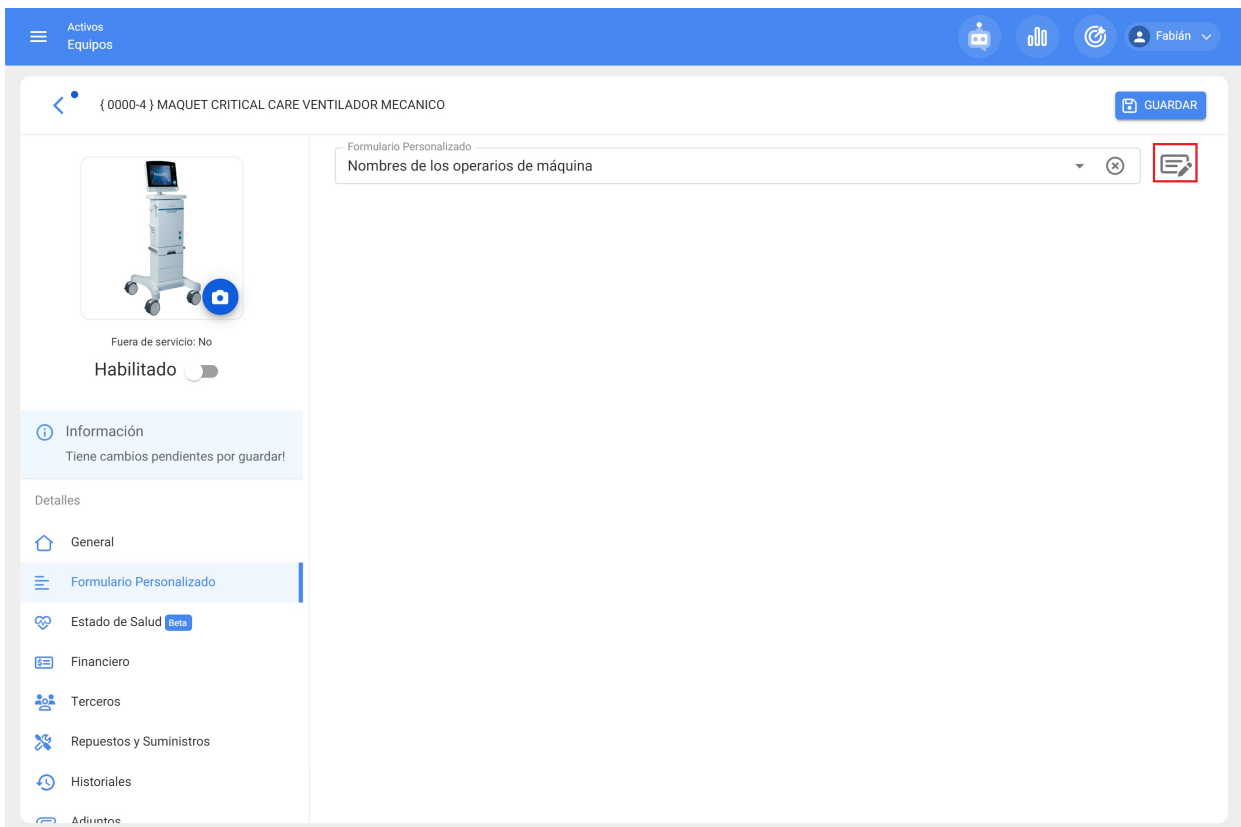 Activos
Equipos
Fabián
{ 0000-4 } MAQUET CRITICAL CARE VENTILADOR MECANICO
GUARDAR
Formulario Personalizado
Nombres de los operarios de máquina
Fuera de servicio: No
Habilitado
Información
Tiene cambios pendientes por guardar!
Detalles
General
Formulario Personalizado
Estado de Salud Beta
Financiero
Terceros
Repuestos y Suministros
Historiales
Adjuntos